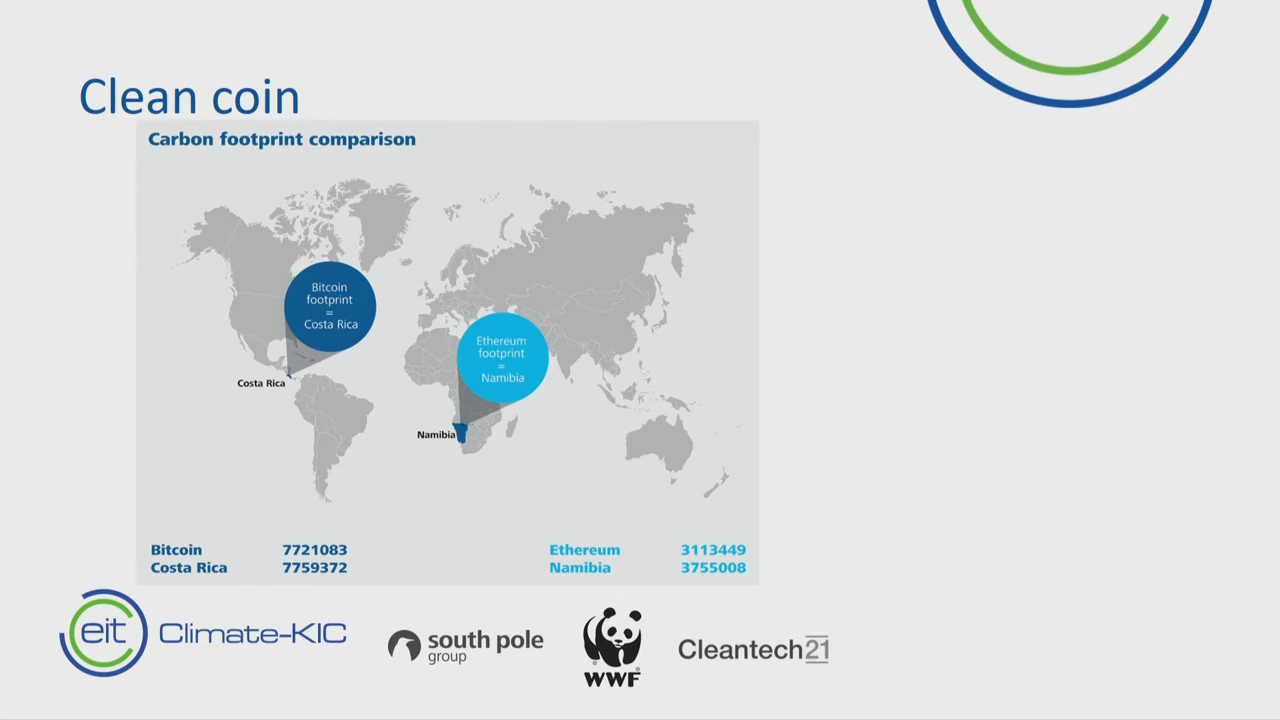 Clean coin
Carbon footprint comparison
Bitcoin
footprint
=
Costa Rica
Ethereum
footprint
=
Namibia
Costa Rica
Namibia
Bitcoin 7721083
Costa Rica 7759372
Ethereum 3113449
Namibia 3755008
eit Climate-KIC
south pole
group
WWF
Cleantech21